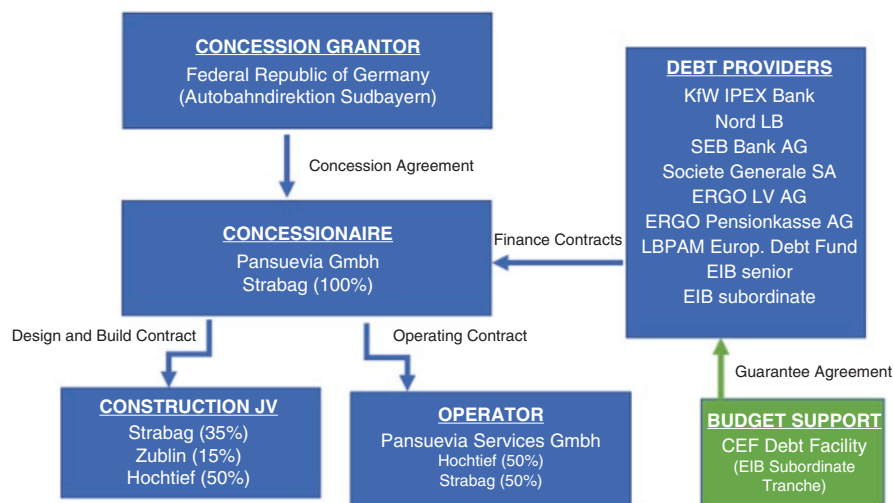 CONCESSION GRANTOR
Federal Republic of Germany
(Autobahndirektion Sudbayern)
Concession Agreement
CONCESSIONAIRE
Pansuevia Gmbh
Strabag (100%)
Finance Contracts
DEBT PROVIDERS
KfW IPEX Bank
Nord LB
SEB Bank AG
Societe Generale SA
ERGO LV AG
ERGO Pensionkasse AG
LBPAM Europ. Debt Fund
EIB senior
EIB subordinate
Design and Build Contract
Operating Contract
Guarantee Agreement
CONSTRUCTION JV
Strabag (35%)
Zublin (15%)
Hochtief (50%)
OPERATOR
Pansuevia Services Gmbh
Hochtief (50%)
Strabag (50%)
BUDGET SUPPORT
CEF Debt Facility
(EIB Subordinate
Tranche)